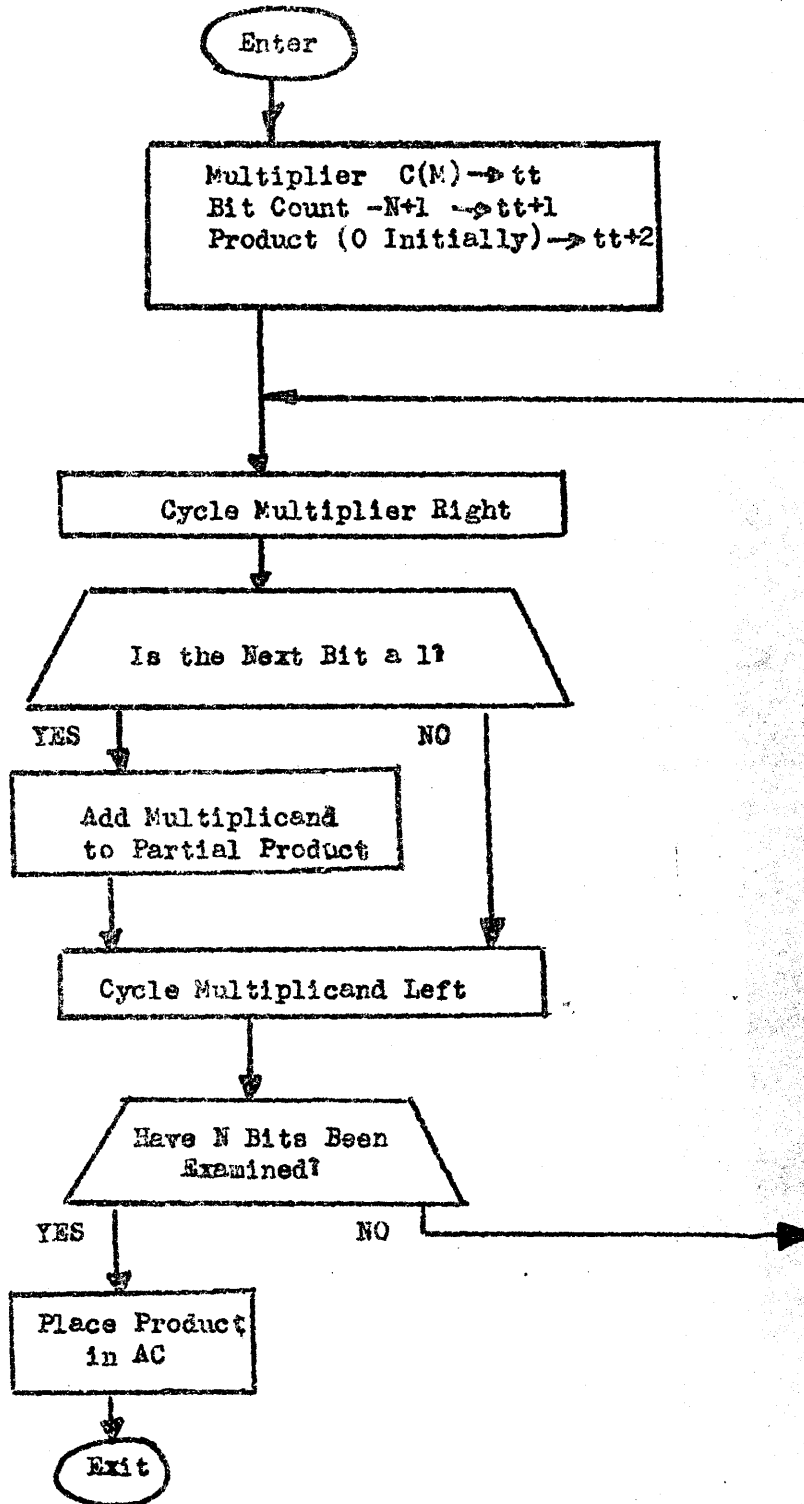 Enter
Multiplier C(M)→tt
Bit Count -N+1 →tt+1
Product (0 Initially)→tt+2
Cycle Multiplier Right
Is the Next Bit a 1?
YES
NO
Add Multiplicand
to Partial Product
Cycle Multiplicand Left
Have N Bits Been
Examined?
YES
NO
Place Product
in AC
Exit